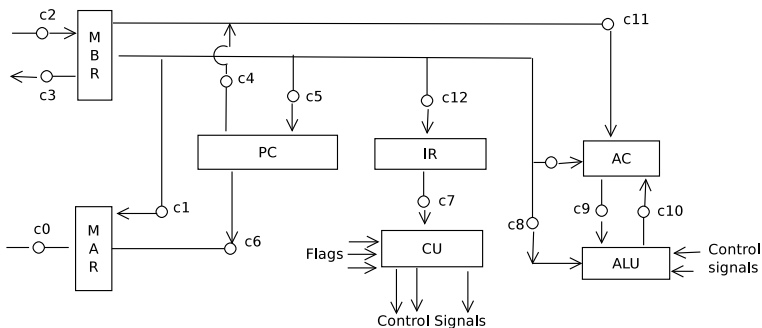 c2
c11
M
B
R
c3
c4
c5
c12
PC
IR
AC
c7
c1
c9
c10
c0
M
A
R
c8
c6
Flags
CU
ALU
Control
signals
Control Signals